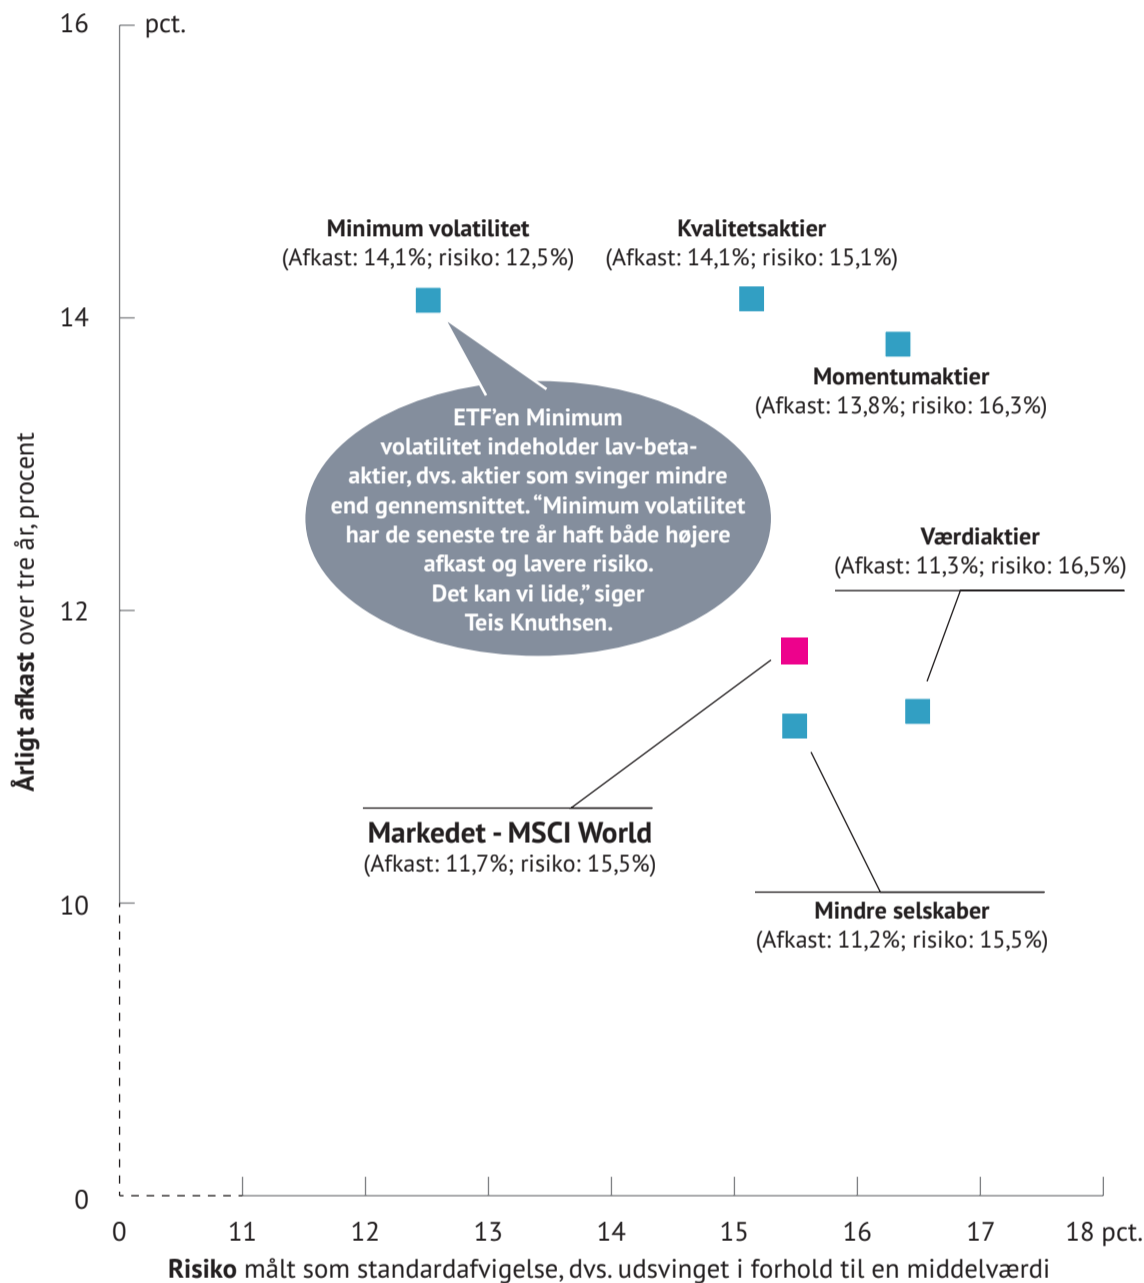 16 pct.
Minimum volatilitet
(Afkast: 14,1%; risiko: 12,5%)
Kvalitetsaktier
(Afkast: 14,1%; risiko: 15,1%)
14
Momentumaktier
(Afkast: 13,8%; risiko: 16,3%)
ETF’en Minimum
volatilitet indeholder lav-beta-
aktier, dvs. aktier som svinger mindre
end gennemsnittet. “Minimum volatilitet
har de seneste tre år haft både højere
afkast og lavere risiko.
Det kan vi lide,” siger
Teis Knuthsen.
Værdiaktier
(Afkast: 11,3%; risiko: 16,5%)
12
Årligt afkast over tre år, procent
Markedet - MSCI World
(Afkast: 11,7%; risiko: 15,5%)
10
Mindre selskaber
(Afkast: 11,2%; risiko: 15,5%)
0
0 11 12 13 14 15 16 17 18 pct.
Risiko målt som standardafvigelse, dvs. udsvinget i forhold til en middelværdi